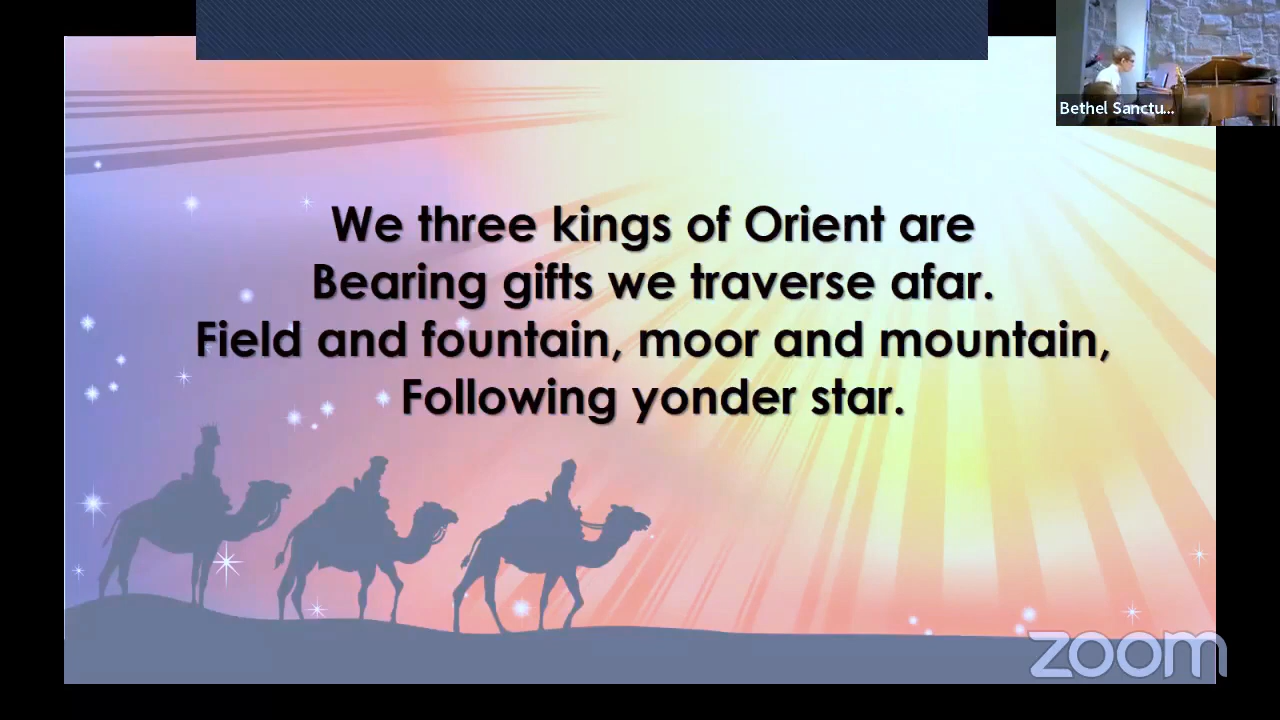 Bethel Sanctu...
We three kings of Orient are
Bearing gifts we traverse afar.
Field and fountain, moor and mountain,
Following yonder star.
zoom